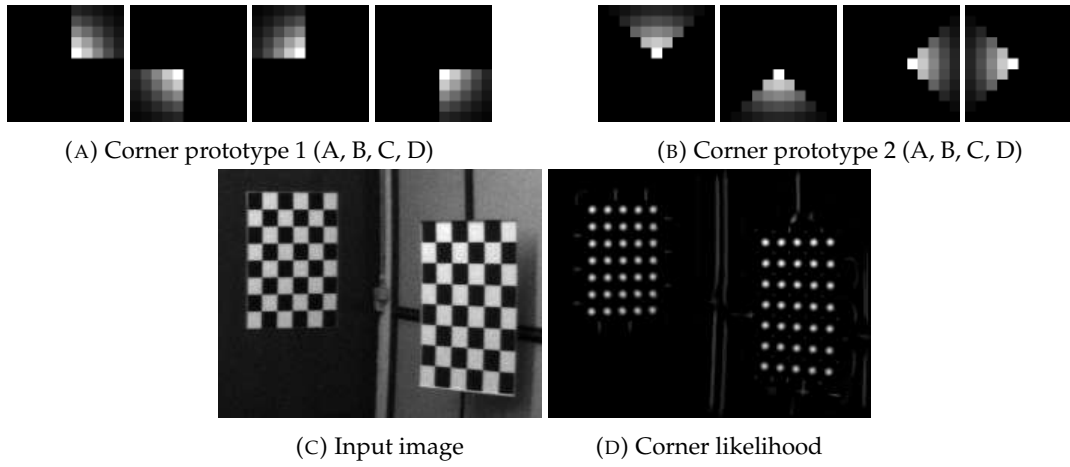 (A) Corner prototype 1 (A, B, C, D)
(B) Corner prototype 2 (A, B, C, D)
(C) Input image
(D) Corner likelihood